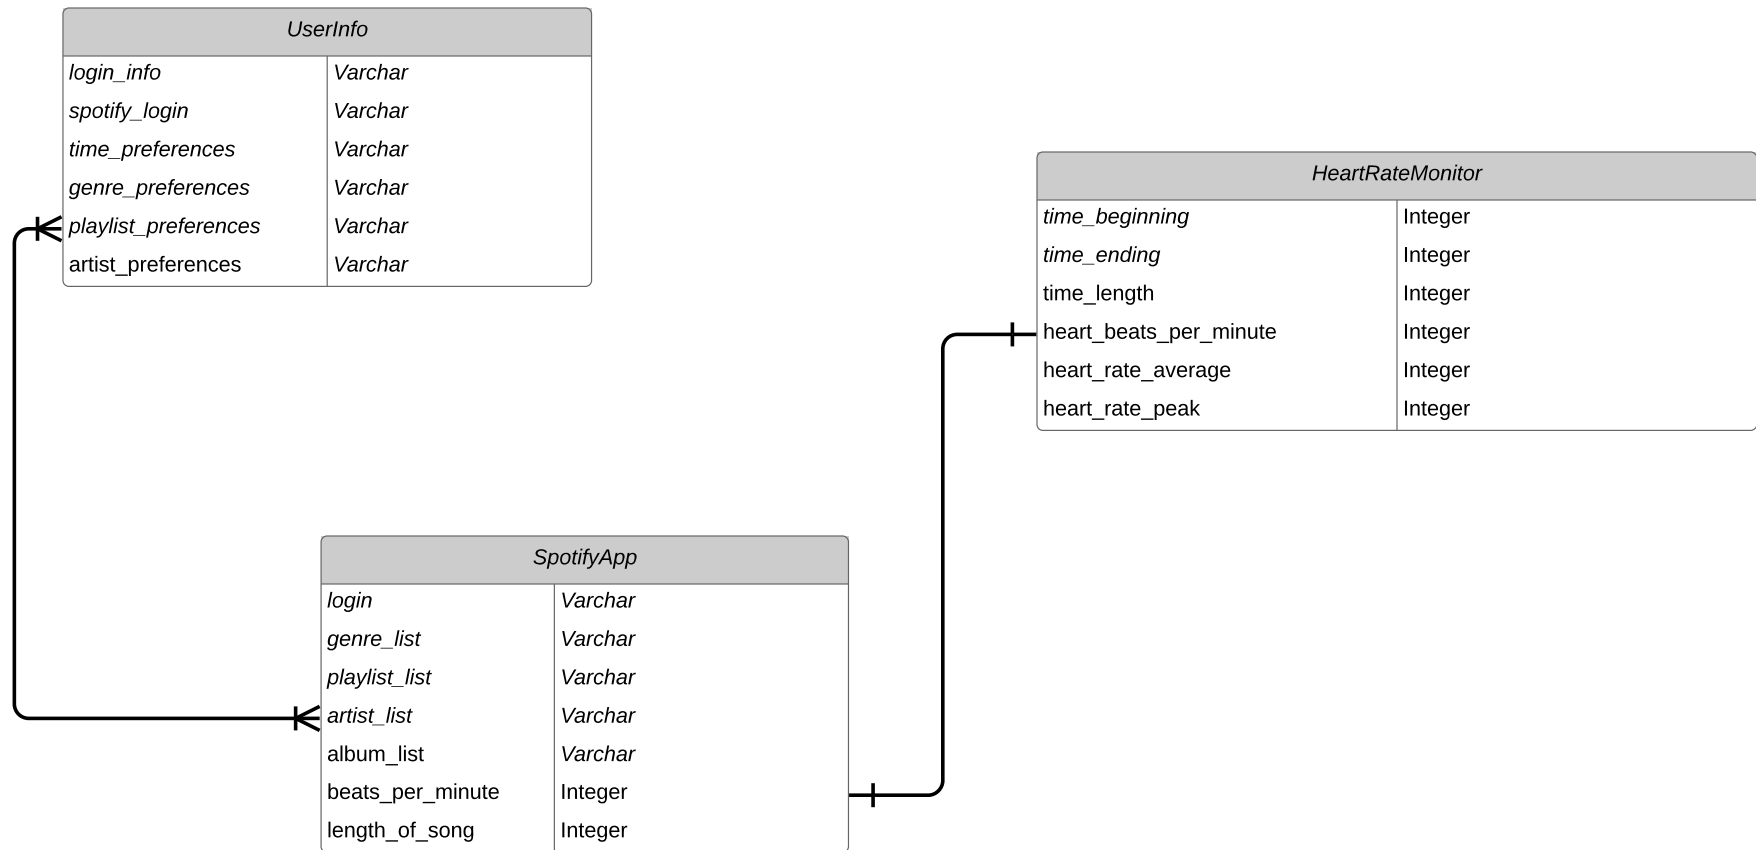 UserInfo
login_info Varchar
spotify_login Varchar
time_preferences Varchar
genre_preferences Varchar
playlist_preferences Varchar
artist_preferences Varchar
HeartRateMonitor
time_beginning Integer
time_ending Integer
time_length Integer
heart_beats_per_minute Integer
heart_rate_average Integer
heart_rate_peak Integer
SpotifyApp
login Varchar
genre_list Varchar
playlist_list Varchar
artist_list Varchar
album_list Varchar
beats_per_minute Integer
length_of_song Integer